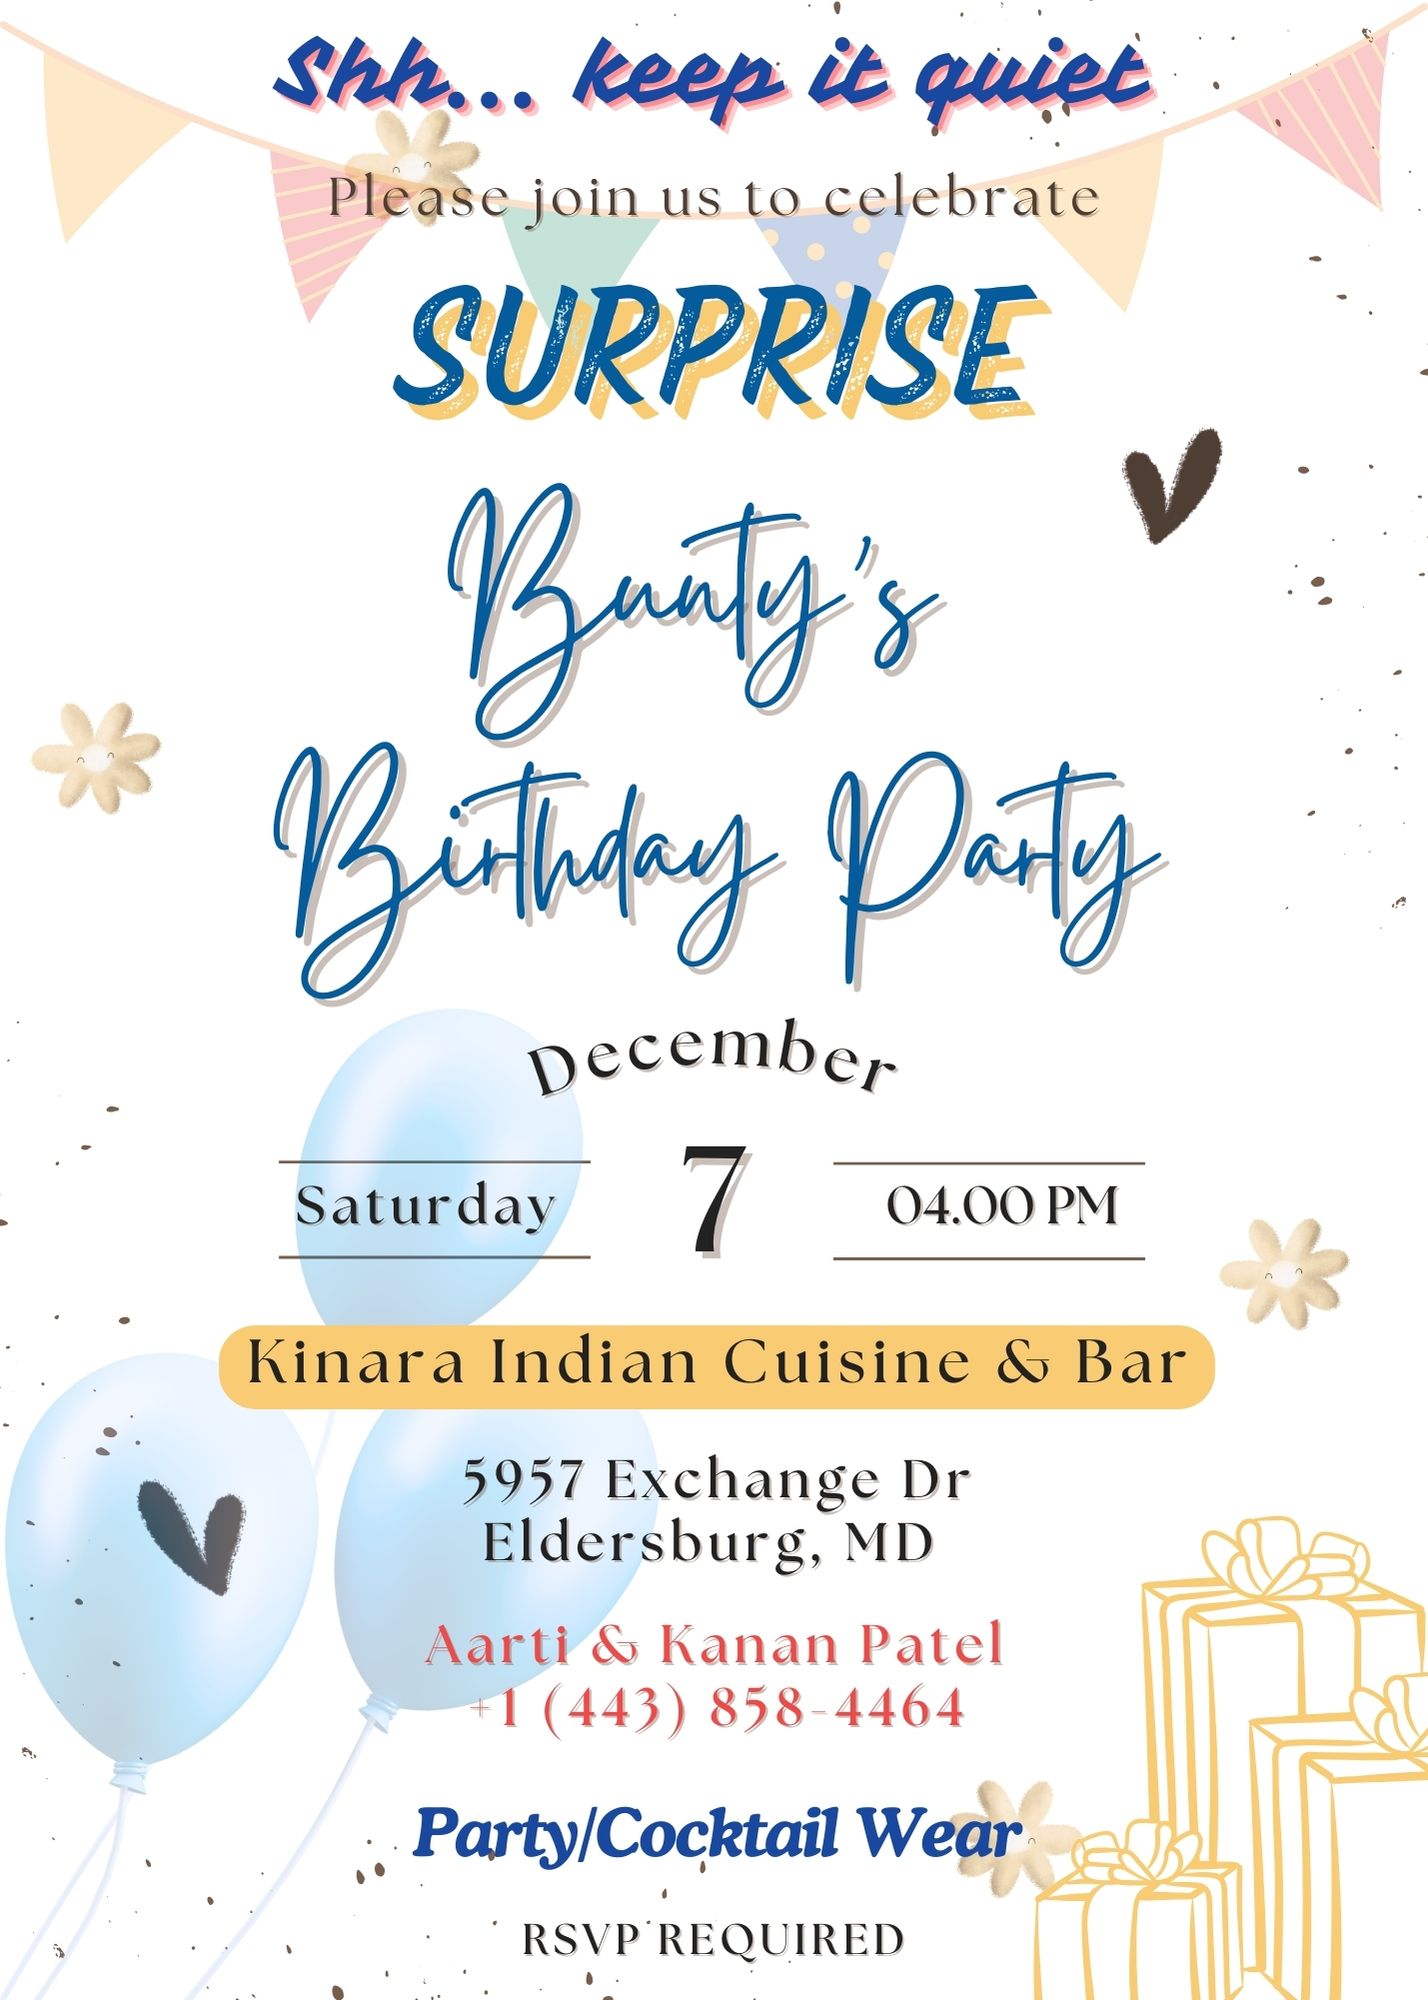 Shh... keep it quiet
Please join us to celebrate
SURPRISE
Bunty's
Birthday Party
December
Saturday 7 04.00 PM
Kinara Indian Cuisine & Bar
5957 Exchange Dr
Eldersburg, MD
Aarti & Kanan Patel
+1 (443) 858-4464
Party/Cocktail Wear
RSVP REQUIRED